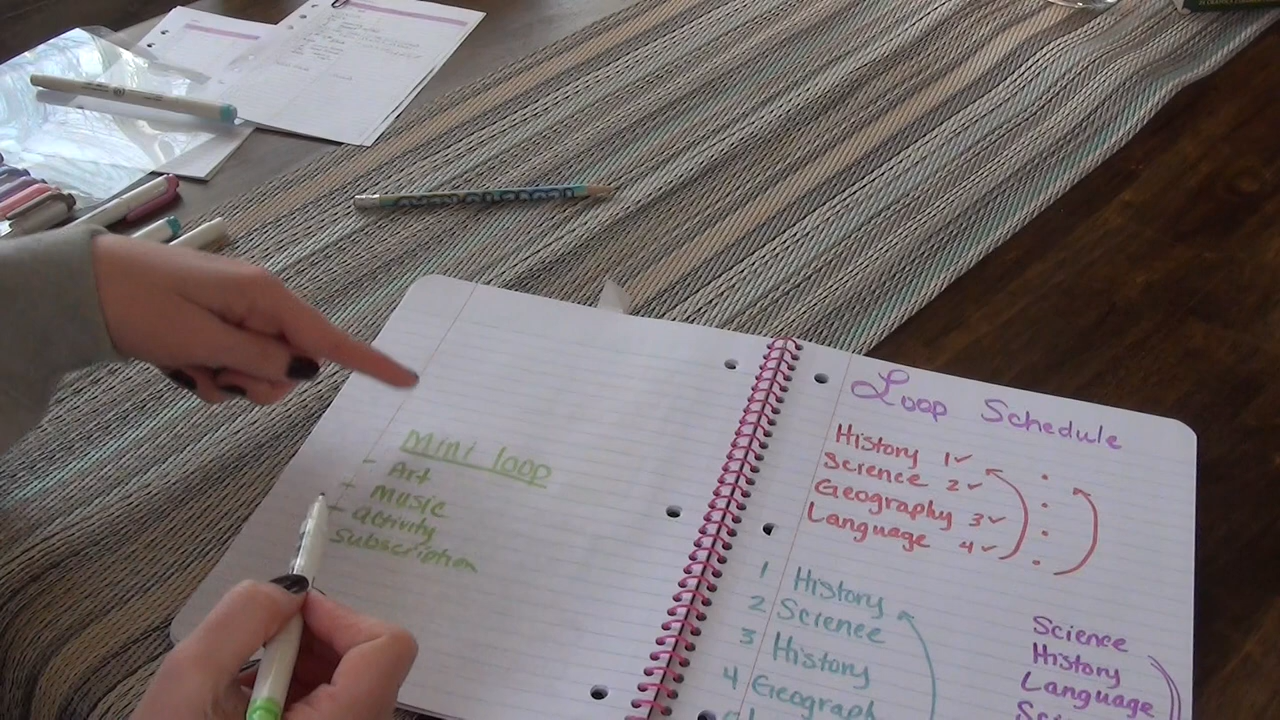 Mini loop
- Art
- Music
- activity
subscription
Loop Schedule
History 1✓
Science 2✓
Geography 3✓
Language 4✓
1 History
2 Science
3 History
4 Geograph
Science
History
Language